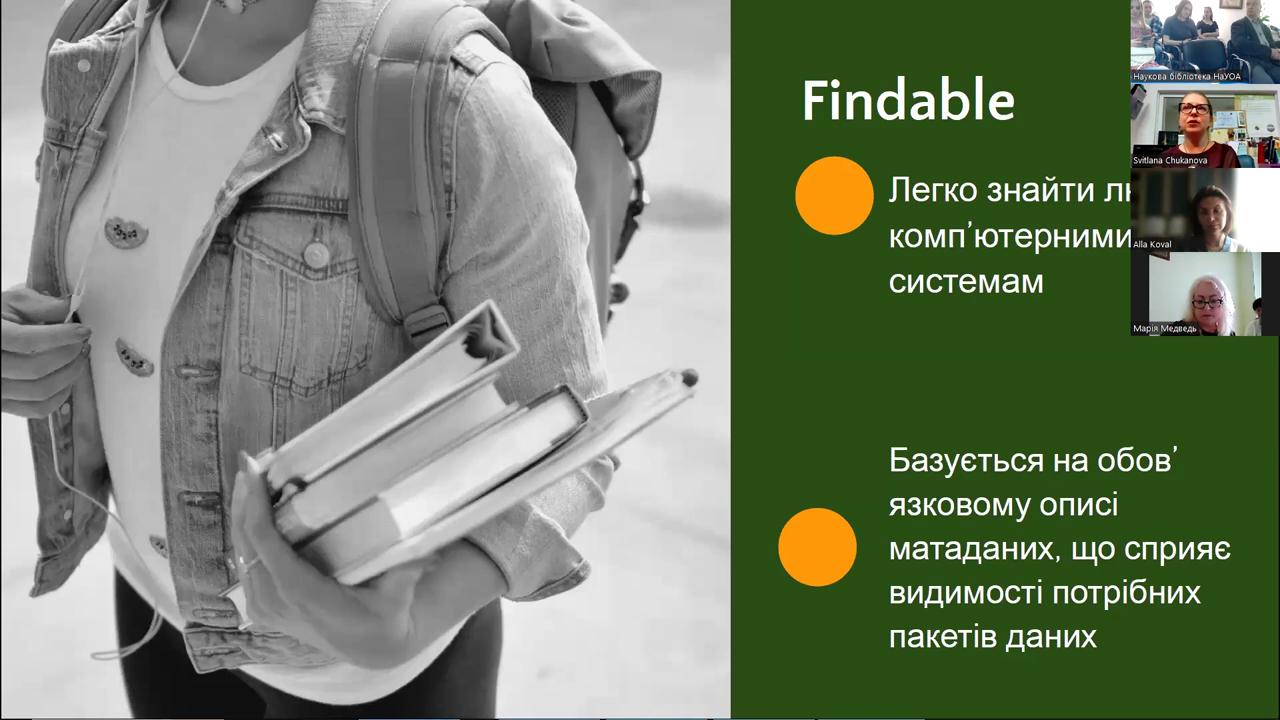 Findable
Легко знайти
комп’ютерними
системам
Базується на обов’
язковому описі
матаданих, що сприяє
видимості потрібних
пакетів даних
Наукова бібліотека НаУОА
Svitlana Chukanova
Alla Koval
Марія Медведь